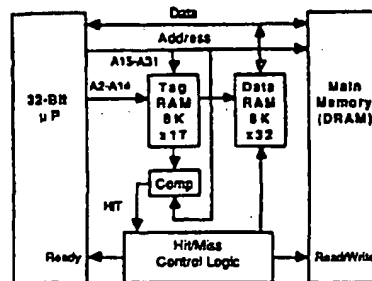 Data
Address
A15-A31
A2-A14
32-Bit
µP
Tag
RAM
8K
x17
Data
RAM
8K
x32
Main
Memory
(DRAM)
Comp
HIT
Hit/Miss
Control Logic
Ready
Read/Write